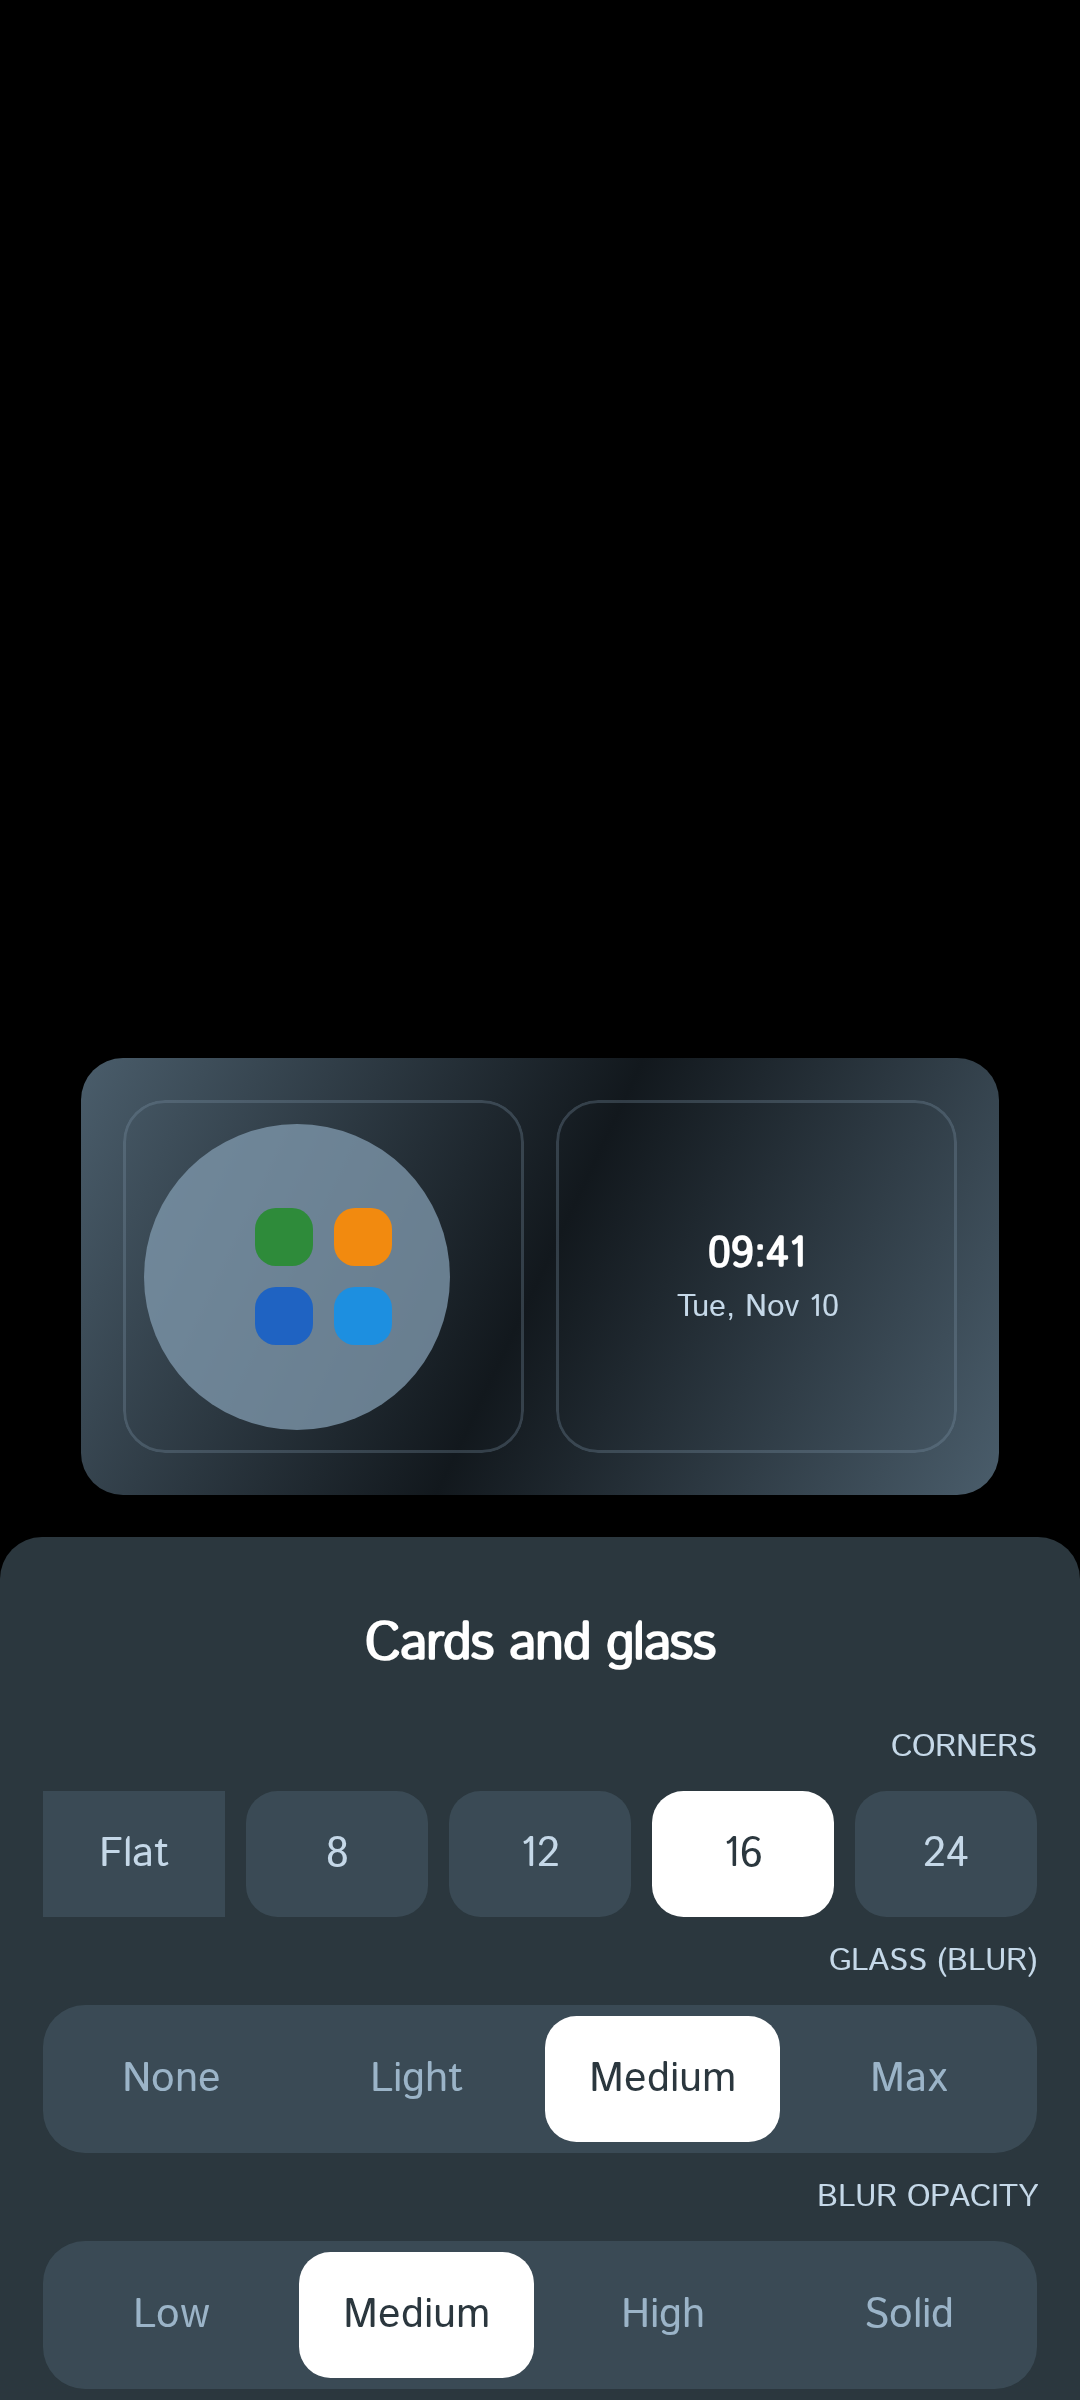 09:41
Tue, Nov 10
Cards and glass
CORNERS
Flat 8 12 16 24
GLASS (BLUR)
None Light Medium Max
BLUR OPACITY
Low Medium High Solid